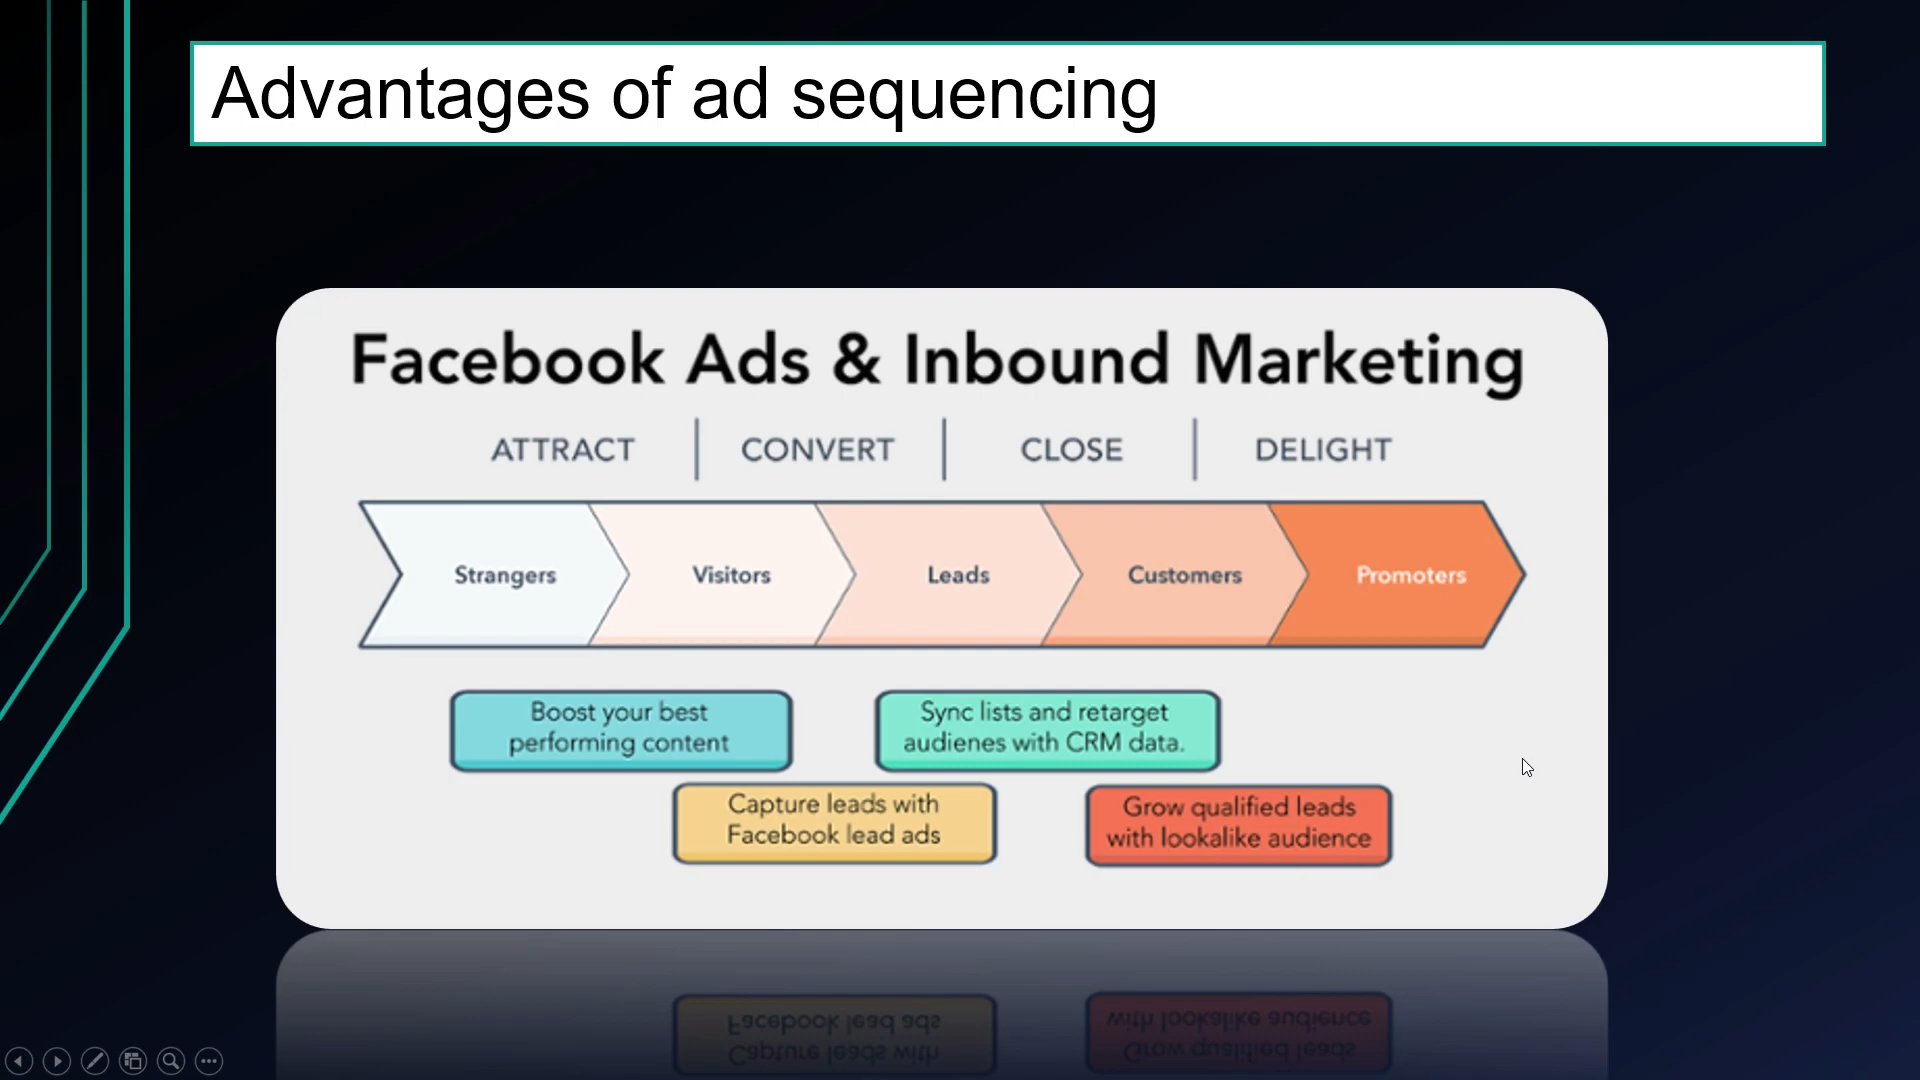 Advantages of ad sequencing
Facebook Ads & Inbound Marketing
ATTRACT
CONVERT
CLOSE
DELIGHT
Strangers
Visitors
Leads
Customers
Promoters
Boost your best
performing content
Sync lists and retarget
audienes with CRM data.
Capture leads with
Facebook lead ads
Grow qualified leads
with lookalike audience